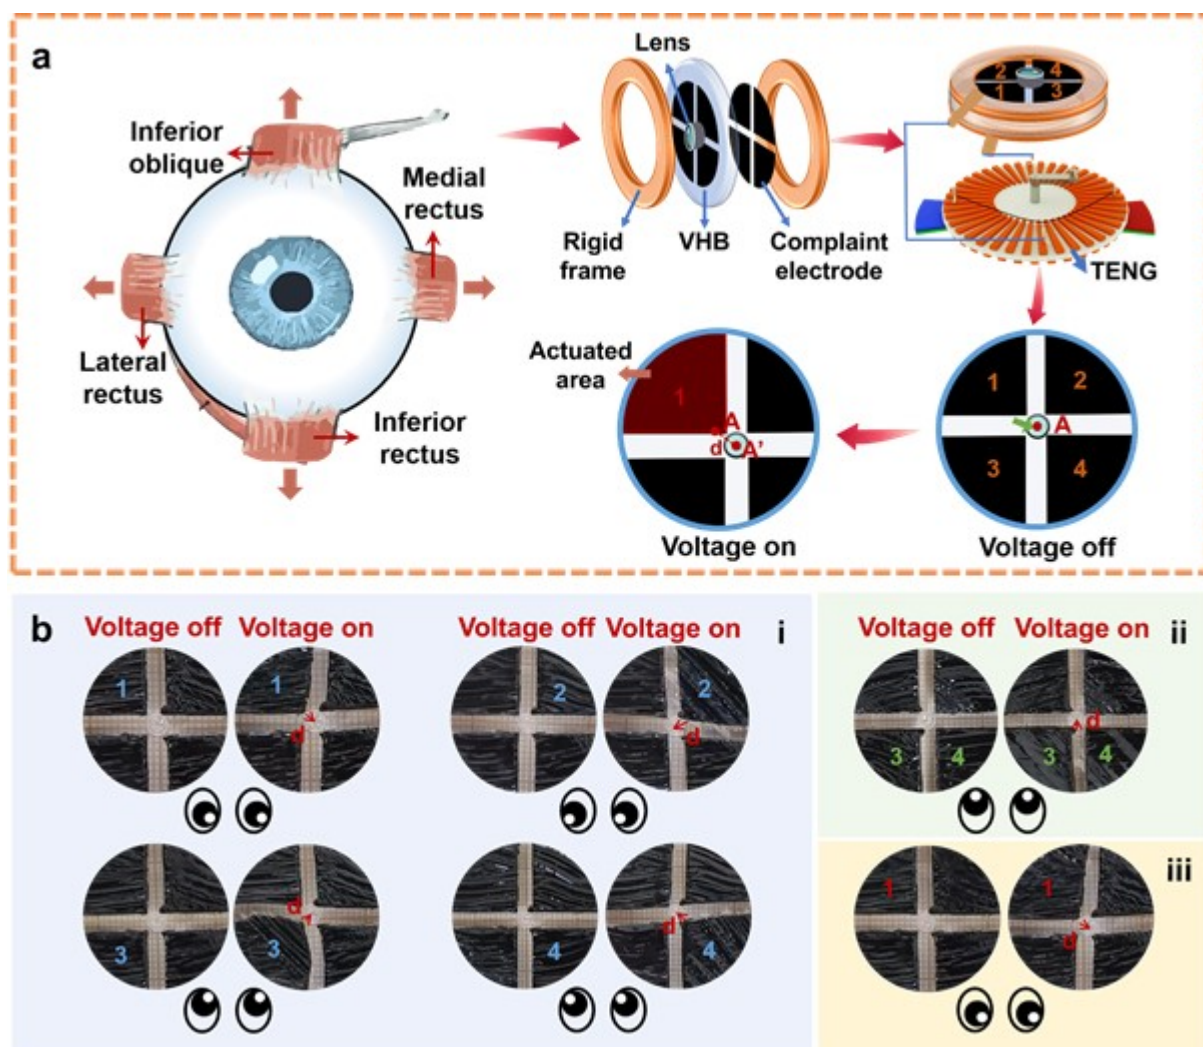 a
Inferior
oblique
Medial
rectus
Lateral
rectus
Inferior
rectus
Lens
Rigid
frame
VHB
Complaint
electrode
2
4
1
3
TENG
Actuated
area
1
A
d
A'
Voltage on
1
2
A
3
4
Voltage off
b
Voltage off
Voltage on
Voltage off
Voltage on
i
1
1
d
2
2
d
3
d
3
4
d
4
Voltage off
Voltage on
ii
3
4
d
3
4
iii
1
1
d